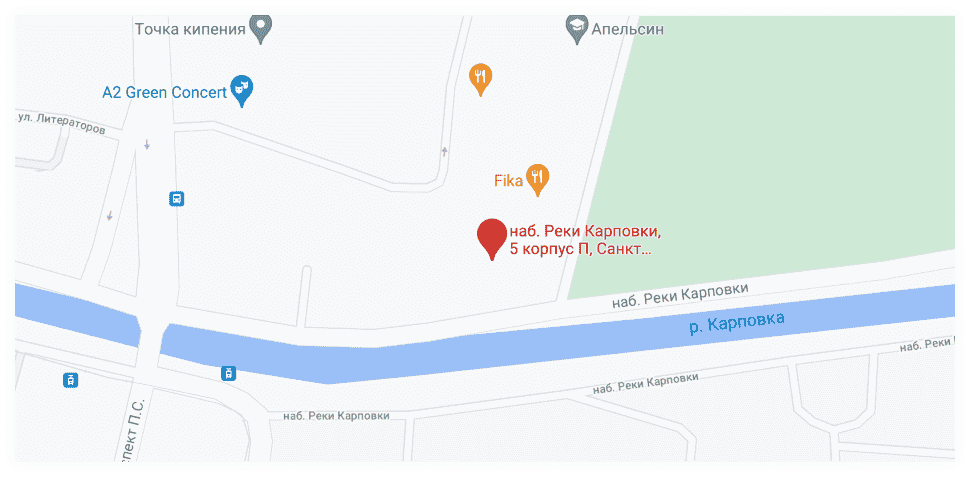 Точка кипения
Апельсин
A2 Green Concert
ул. Литераторов
Fika
наб. Реки Карповки,
5 корпус П, Санкт...
наб. Реки Карповки
р. Карповка
наб. Реки
наб. Реки Карповки
наб. Реки Карповки
спект П.С.